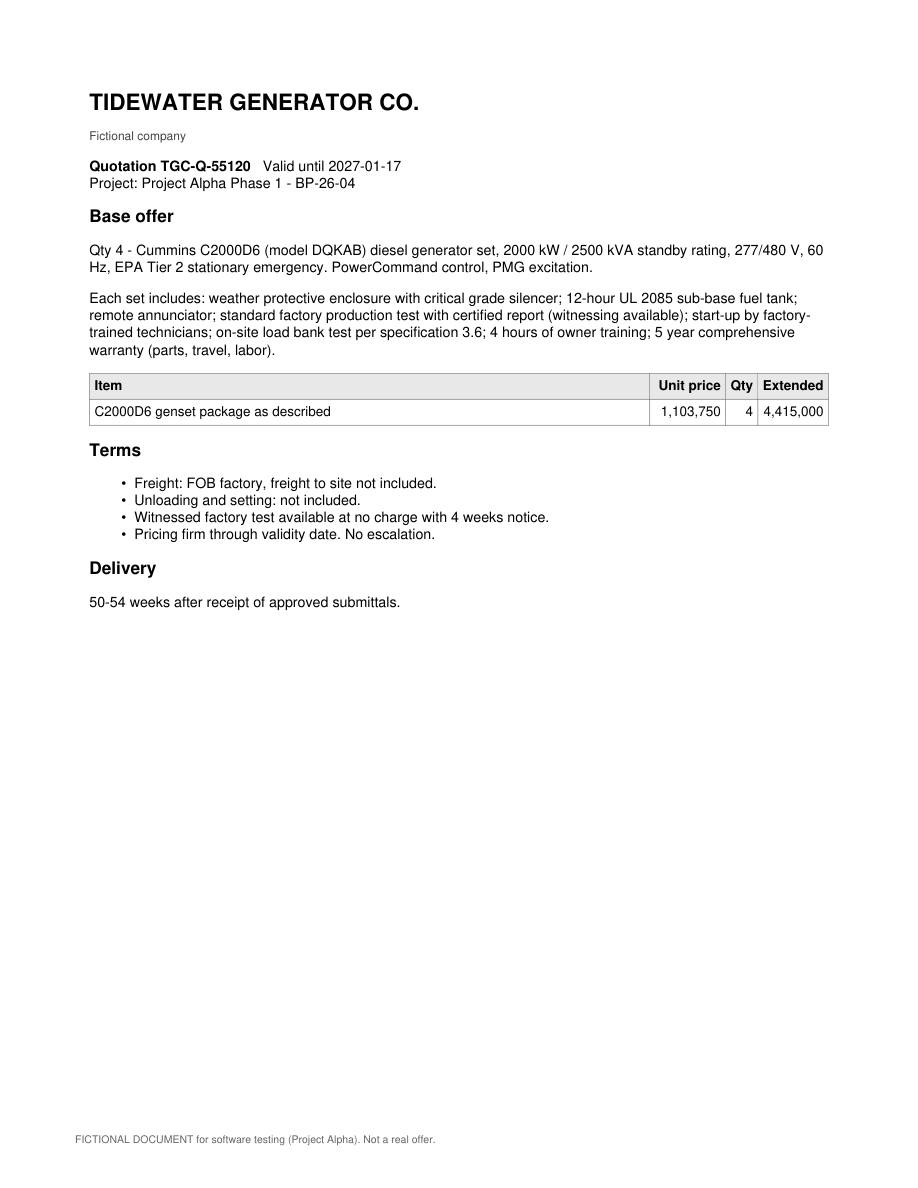 TIDEWATER GENERATOR CO.
Fictional company
Quotation TGC-Q-55120 Valid until 2027-01-17
Project: Project Alpha Phase 1 - BP-26-04
Base offer
Qty 4 - Cummins C2000D6 (model DQKAB) diesel generator set, 2000 kW / 2500 kVA standby rating, 277/480 V, 60
Hz, EPA Tier 2 stationary emergency. PowerCommand control, PMG excitation.
Each set includes: weather protective enclosure with critical grade silencer; 12-hour UL 2085 sub-base fuel tank;
remote annunciator; standard factory production test with certified report (witnessing available); start-up by factory-
trained technicians; on-site load bank test per specification 3.6; 4 hours of owner training; 5 year comprehensive
warranty (parts, travel, labor).
Item Unit price Qty Extended
C2000D6 genset package as described 1,103,750 4 4,415,000
Terms
• Freight: FOB factory, freight to site not included.
• Unloading and setting: not included.
• Witnessed factory test available at no charge with 4 weeks notice.
• Pricing firm through validity date. No escalation.
Delivery
50-54 weeks after receipt of approved submittals.
FICTIONAL DOCUMENT for software testing (Project Alpha). Not a real offer.